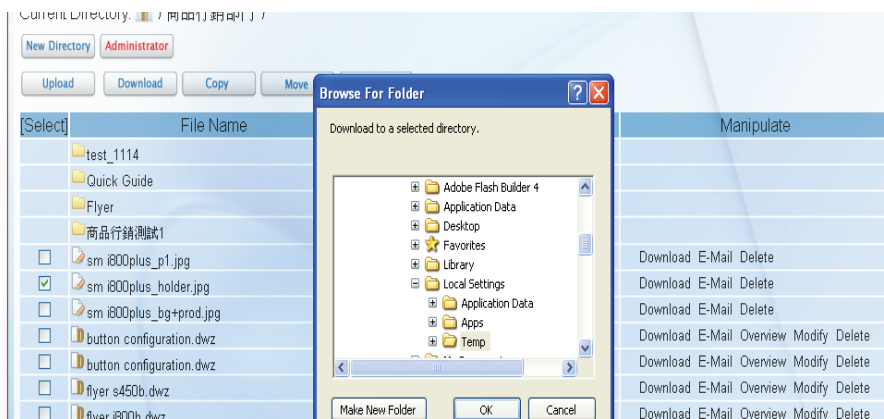 Current Directory: / 商品行銷部門 /
New Directory Administrator
Upload Download Copy Move
Browse For Folder
Download to a selected directory.
[Select] File Name Manipulate
test_1114
Quick Guide
Flyer
商品行銷測試1
sm i800plus_p1.jpg Download E-Mail Delete
sm i800plus_holder.jpg Download E-Mail Delete
sm i800plus_bg+prod.jpg Download E-Mail Delete
button configuration.dwz Download E-Mail Overview Modify Delete
button configuration.dwz Download E-Mail Overview Modify Delete
flyer s450b.dwz Download E-Mail Overview Modify Delete
flyer i800b.dwz Download E-Mail Overview Modify Delete
Adobe Flash Builder 4
Application Data
Desktop
Favorites
Library
Local Settings
Application Data
Apps
Temp
Make New Folder OK Cancel